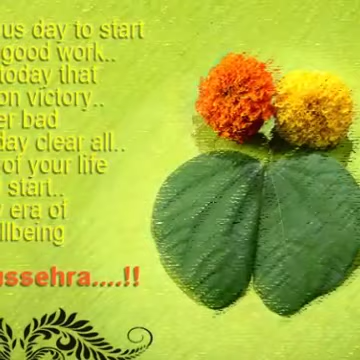 us day to start
good work..
today that
on victory..
er bad
day clear all..
of your life
start..
era of
llbeing
ussehra....!!